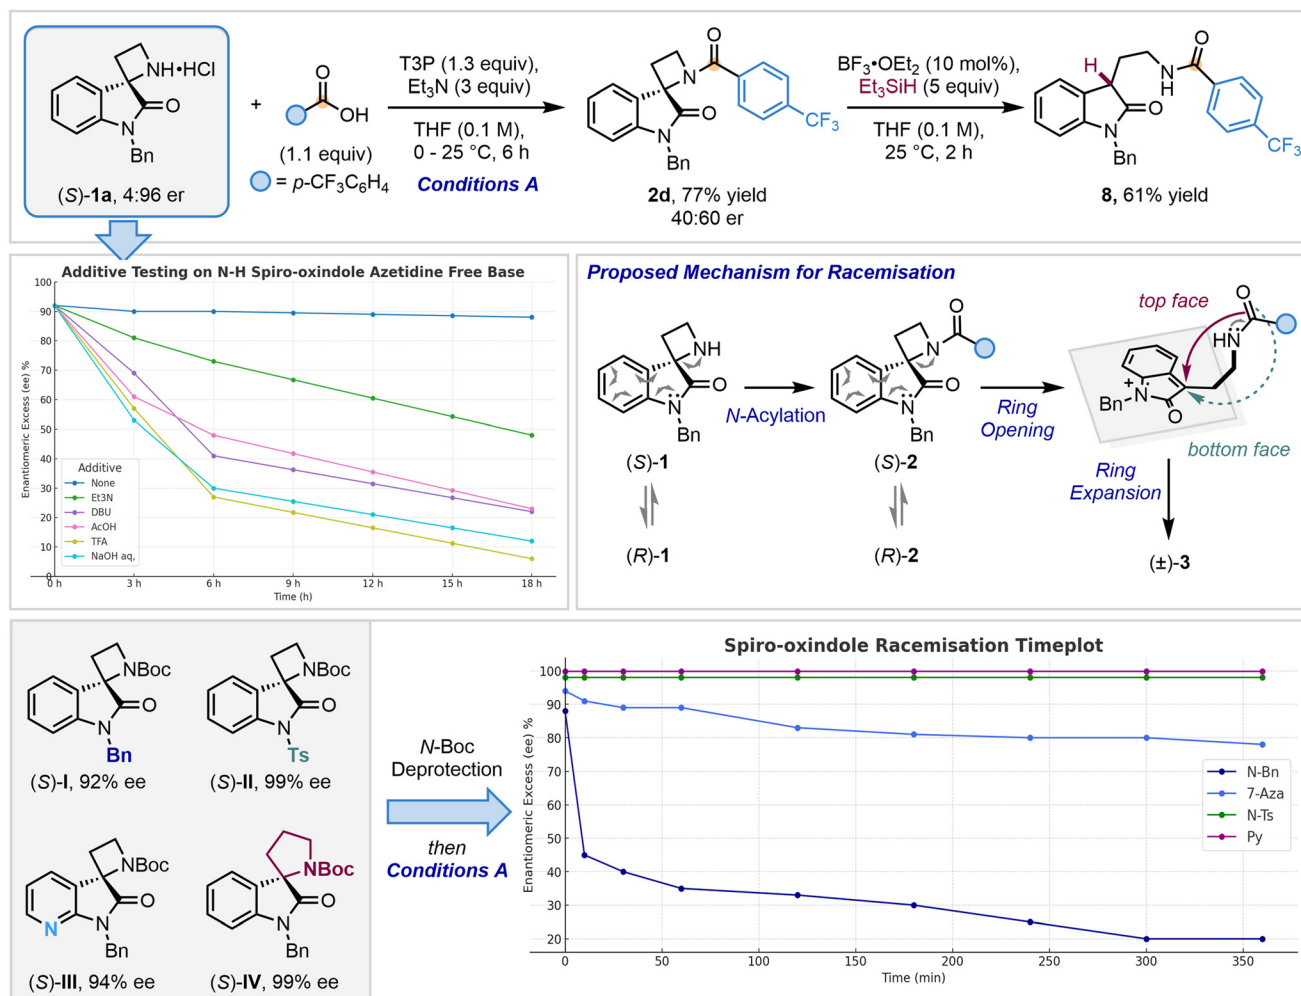 NH•HCl
O
N
Bn
(S)-1a, 4:96 er
+
O
OH
(1.1 equiv)
= p-CF₃C₆H₄
T3P (1.3 equiv),
Et₃N (3 equiv)
THF (0.1 M),
0 - 25 °C, 6 h
Conditions A
O
N
O
N
Bn
CF₃
2d, 77% yield
40:60 er
BF₃•OEt₂ (10 mol%),
Et₃SiH (5 equiv)
THF (0.1 M),
25 °C, 2 h
H
O
N
H
O
N
Bn
CF₃
8, 61% yield
Additive Testing on N-H Spiro-oxindole Azetidine Free Base
Enantiomeric Excess (ee) %
100
90
80
70
60
50
40
30
20
10
0
Additive
None
Et3N
DBU
AcOH
TFA
NaOH aq,
0 h
3 h
6 h
9 h
12 h
15 h
18 h
Time (h)
Proposed Mechanism for Racemisation
NH
O
N
Bn
(S)-1
(R)-1
N-Acylation
O
N
O
N
Bn
(S)-2
(R)-2
Ring
Opening
top face
O
HN
+
N
Bn
O
bottom face
Ring
Expansion
(±)-3
NBoc
O
N
Bn
(S)-I, 92% ee
NBoc
O
N
Ts
(S)-II, 99% ee
NBoc
O
N
N
Bn
(S)-III, 94% ee
NBoc
O
N
Bn
(S)-IV, 99% ee
N-Boc
Deprotection
then
Conditions A
Spiro-oxindole Racemisation Timeplot
Enantiomeric Excess (ee) %
100
90
80
70
60
50
40
30
20
N-Bn
7-Aza
N-Ts
Py
0
50
100
150
200
250
300
350
Time (min)